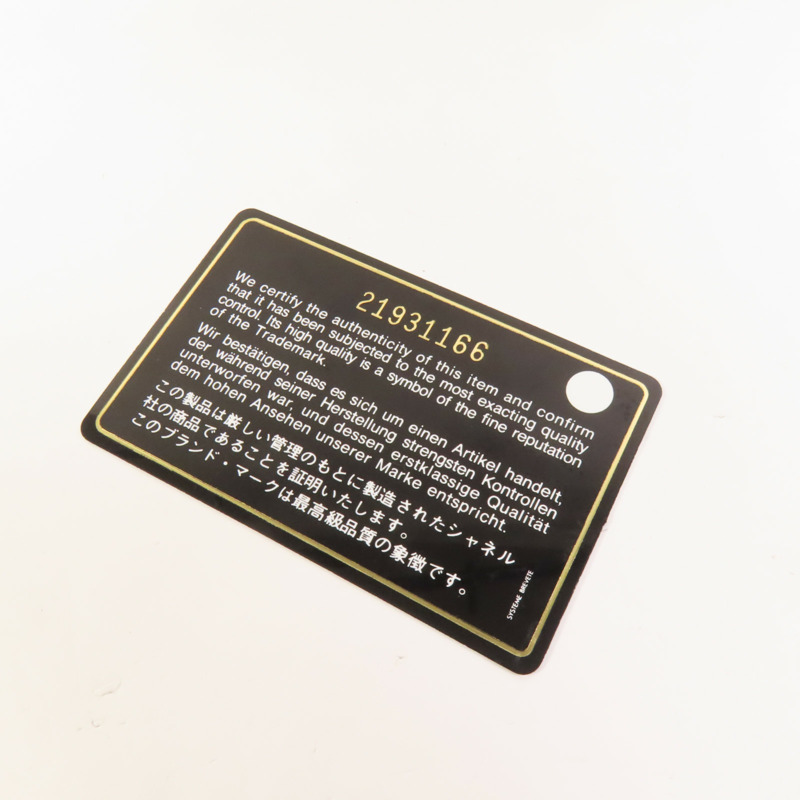 21931166
We certify the authenticity of this item and confirm
that it has been subjected to the most exacting quality
control. Its high quality is a symbol of the fine reputation
of the Trademark.
Wir bestätigen, dass es sich um einen Artikel handelt,
der während seiner Herstellung strengsten Kontrollen
unterworfen war, und dessen erstklassige Qualität
dem hohen Ansehen unserer Marke entspricht.
この製品は厳しい管理のもとに製造されたシャネル
社の商品であることを証明いたします。
このブランド・マークは最高級品質の象徴です。
SYSTEME BREVETE